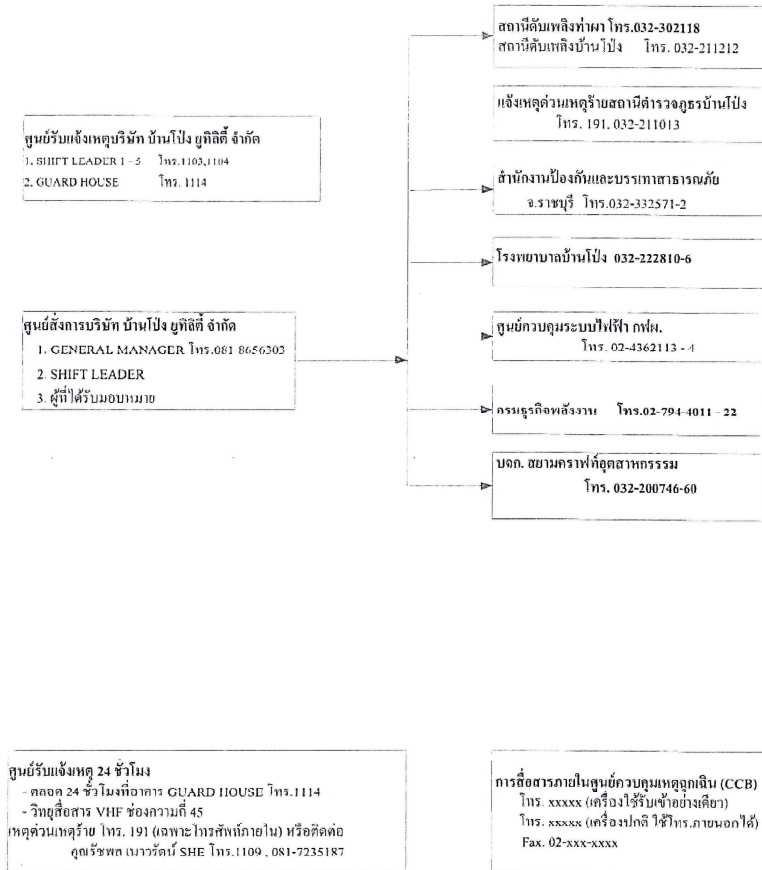 สถานีดับเพลิงท่าผา โทร.032-302118
สถานีดับเพลิงบ้านโป่ง โทร. 032-211212
แจ้งเหตุด่วนเหตุร้ายสถานีตำรวจภูธรบ้านโป่ง
โทร. 191, 032-211013
ศูนย์รับแจ้งเหตุบริษัท บ้านโป่ง ยูทิลิตี้ จำกัด
1. SHIFT LEADER 1 - 5 โทร.1103,1104
2. GUARD HOUSE โทร. 1114
สำนักงานป้องกันและบรรเทาสาธารณภัย
จ.ราชบุรี โทร.032-332571-2
โรงพยาบาลบ้านโป่ง 032-222810-6
ศูนย์สั่งการบริษัท บ้านโป่ง ยูทิลิตี้ จำกัด
1. GENERAL MANAGER โทร.081 8656303
2. SHIFT LEADER
3. ผู้ที่ได้รับมอบหมาย
ศูนย์ควบคุมระบบไฟฟ้า กฟผ.
โทร. 02-4362113 - 4
กรมธุรกิจพลังงาน โทร.02-794-4011 - 22
บจก. สยามคราฟท์อุตสาหกรรรม
โทร. 032-200746-60
ศูนย์รับแจ้งเหตุ 24 ชั่วโมง
- ตลอด 24 ชั่วโมงที่อาคาร GUARD HOUSE โทร.1114
- วิทยุสื่อสาร VHF ช่องความถี่ 45
เหตุด่วนเหตุร้าย โทร. 191 (เฉพาะโทรศัพท์ภายใน) หรือติดต่อ
คุณรัชพล เนาวรัตน์ SHE โทร.1109 , 081-7235187
การสื่อสารภายในศูนย์ควบคุมเหตุฉุกเฉิน (CCB)
โทร. xxxxx (เครื่องใช้รับเข้าอย่างเดียว)
โทร. xxxxx (เครื่องปกติ ใช้โทร.ภายนอกได้)
Fax. 02-xxx-xxxx